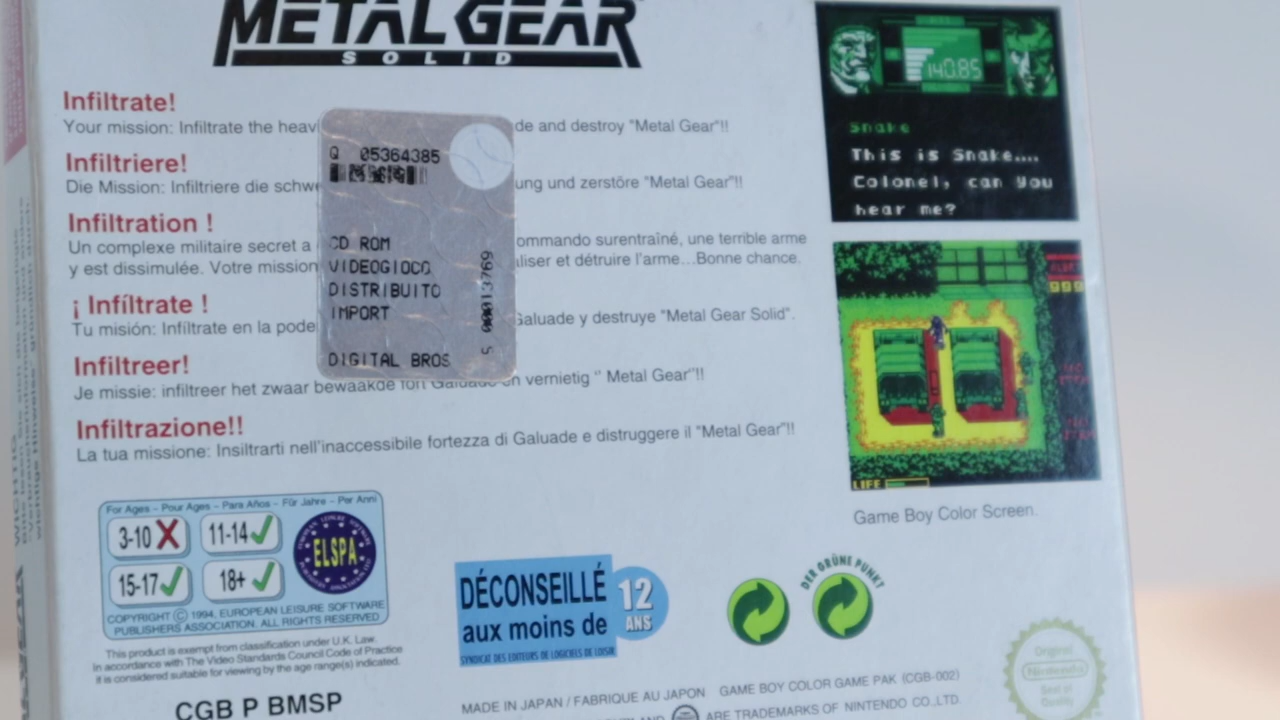 METAL GEAR
SOLID
Infiltrate!
Your mission: Infiltrate the heavi de and destroy "Metal Gear"!!
Infiltriere!
Die Mission: Infiltriere die schwe ung und zerstöre "Metal Gear"!!
Infiltration !
Un complexe militaire secret a ommando surentraîné, une terrible arme
y est dissimulée. Votre mission aliser et détruire l'arme...Bonne chance.
¡ Infíltrate !
Tu misión: Infíltrate en la pode Galuade y destruye "Metal Gear Solid".
Infiltreer!
Je missie: infiltreer het zwaar bewaakde fort Galuade en vernietig " Metal Gear"!!
Infiltrazione!!
La tua missione: Insiltrarti nell'inaccessibile fortezza di Galuade e distruggere il "Metal Gear"!!
Q 05364385
CD ROM
VIDEOGIOCO
DISTRIBUITO
IMPORT
DIGITAL BROS
140.85
Snake
This is Snake....
Colonel, can you
hear me?
999
LIFE
Game Boy Color Screen.
For Ages - Pour Ages - Para Años - Für Jahre - Per Anni
3-10 11-14
15-17 18+
ELSPA
COPYRIGHT © 1994, EUROPEAN LEISURE SOFTWARE
PUBLISHERS ASSOCIATION. ALL RIGHTS RESERVED
This product is exempt from classification under U.K. Law.
In accordance with The Video Standards Council Code of Practice
it is considered suitable for viewing by the age range(s) indicated.
DÉCONSEILLÉ
aux moins de
12
ANS
SYNDICAT DES EDITEURS DE LOGICIELS DE LOISIR
DER GRÜNE PUNKT
Original
Nintendo
Seal of
Quality
CGB P BMSP
MADE IN JAPAN / FABRIQUE AU JAPON GAME BOY COLOR GAME PAK (CGB-002)
ARE TRADEMARKS OF NINTENDO CO.,LTD.